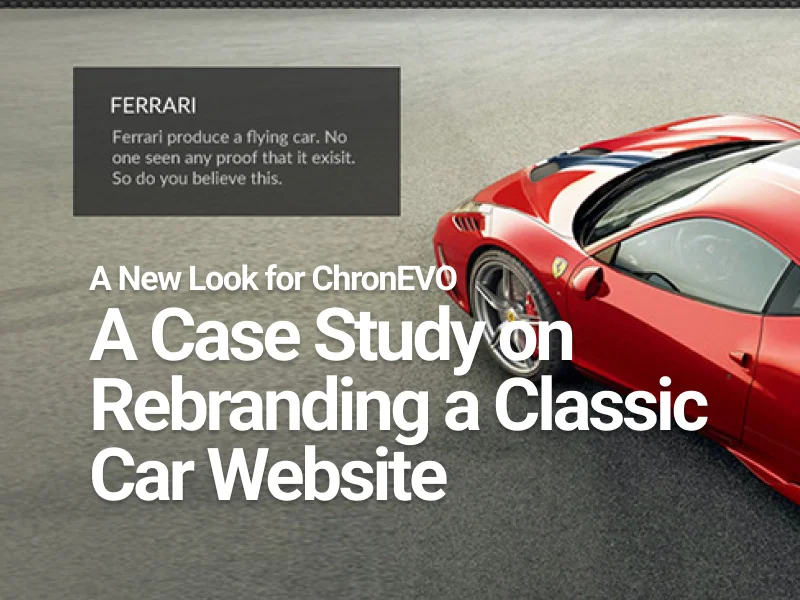 FERRARI
Ferrari produce a flying car. No
one seen any proof that it exisit.
So do you believe this.
A New Look for ChronEVO
A Case Study on
Rebranding a Classic
Car Website